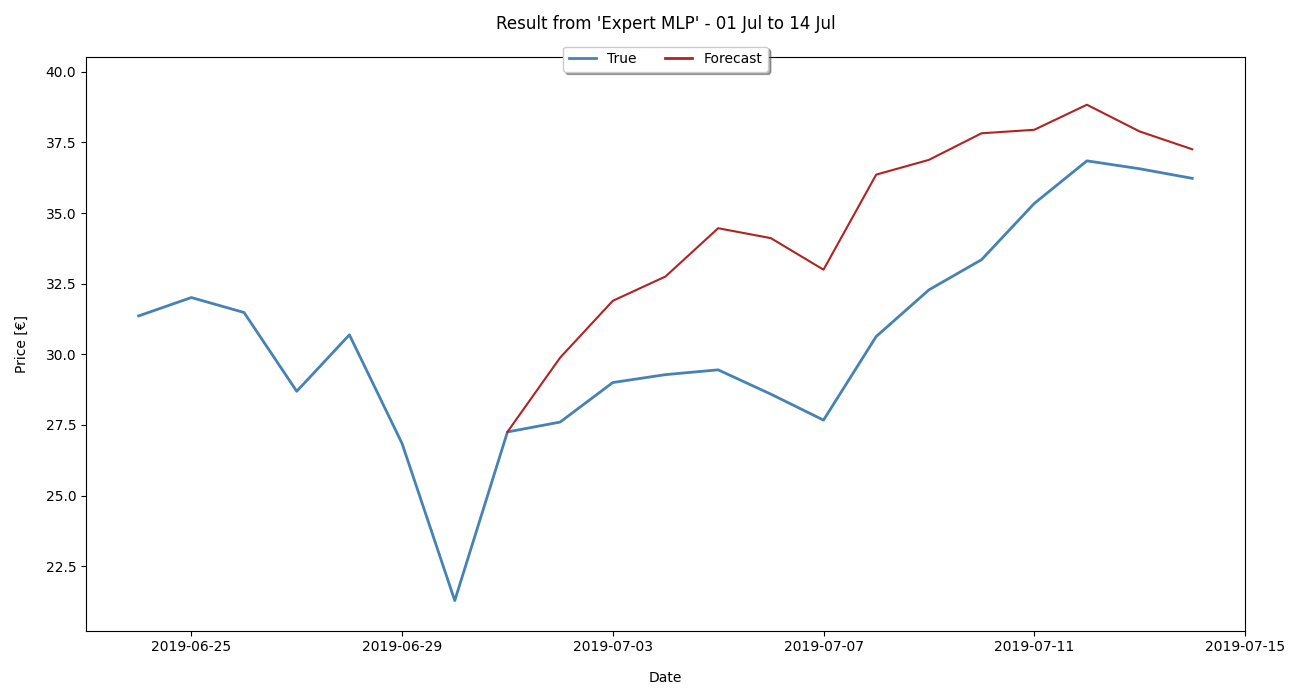 Result from 'Expert MLP' - 01 Jul to 14 Jul
True Forecast
40.0
37.5
35.0
32.5
30.0
27.5
25.0
22.5
Price [€]
2019-06-25 2019-06-29 2019-07-03 2019-07-07 2019-07-11 2019-07-15
Date